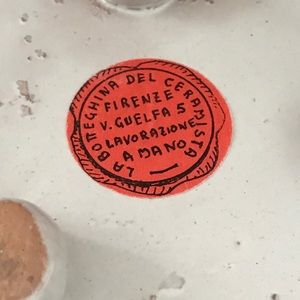 LA BOTTEGHINA DEL CERAMISTA
FIRENZE
V. GUELFA 5
LAVORAZIONE
A MANO